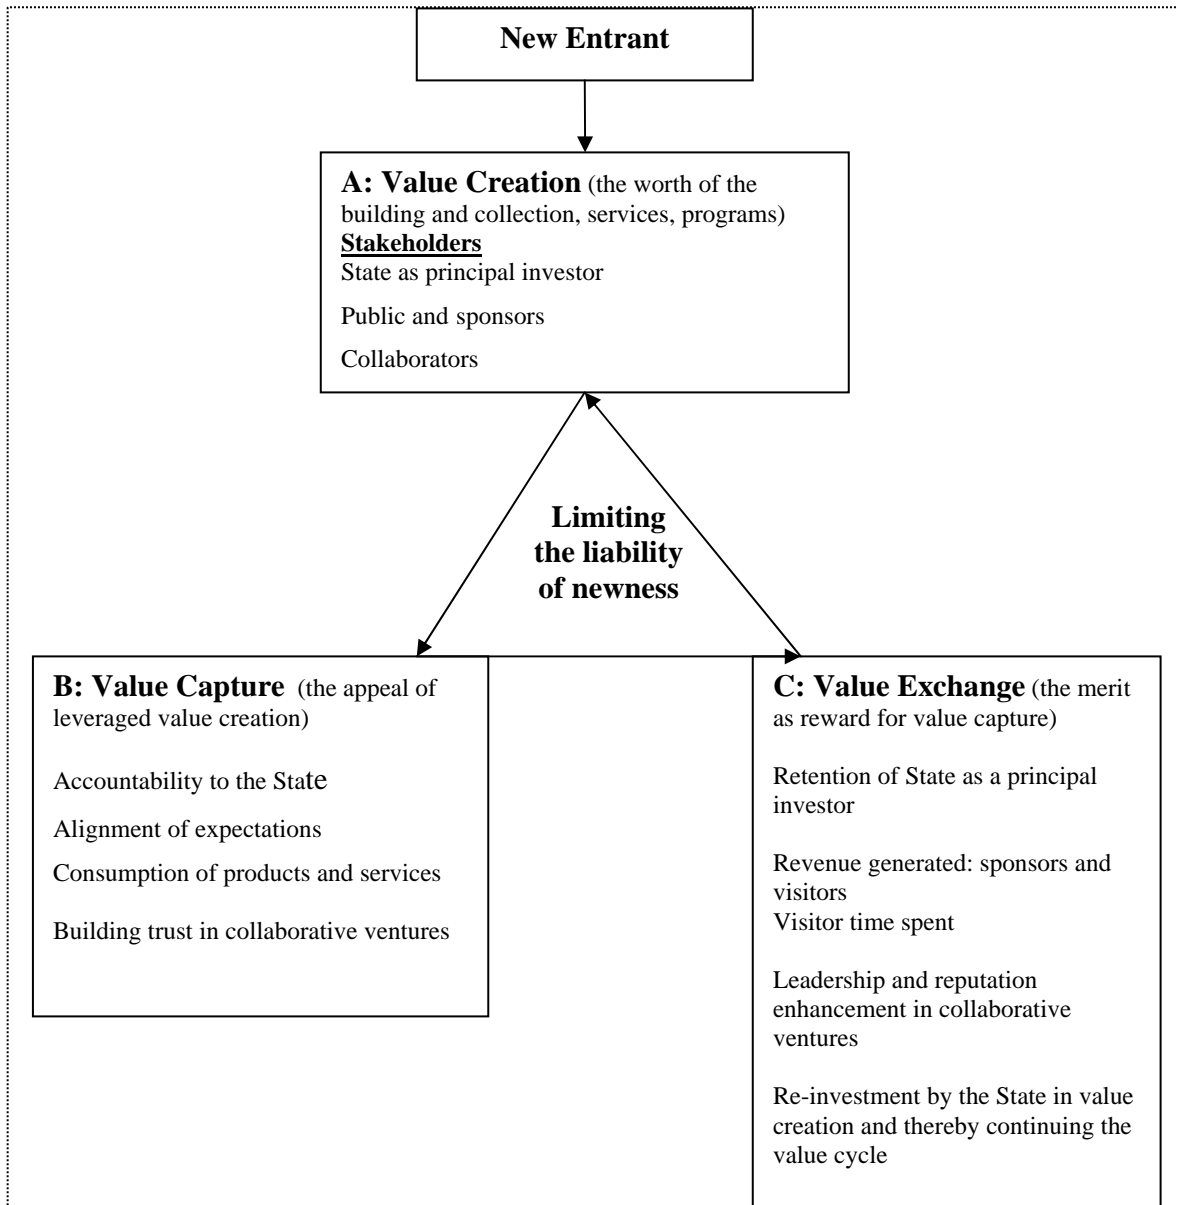 New Entrant
A: Value Creation (the worth of the
building and collection, services, programs)
Stakeholders
State as principal investor
Public and sponsors
Collaborators
Limiting
the liability
of newness
B: Value Capture (the appeal of
leveraged value creation)
Accountability to the State
Alignment of expectations
Consumption of products and services
Building trust in collaborative ventures
C: Value Exchange (the merit
as reward for value capture)
Retention of State as a principal
investor
Revenue generated: sponsors and
visitors
Visitor time spent
Leadership and reputation
enhancement in collaborative
ventures
Re-investment by the State in value
creation and thereby continuing the
value cycle